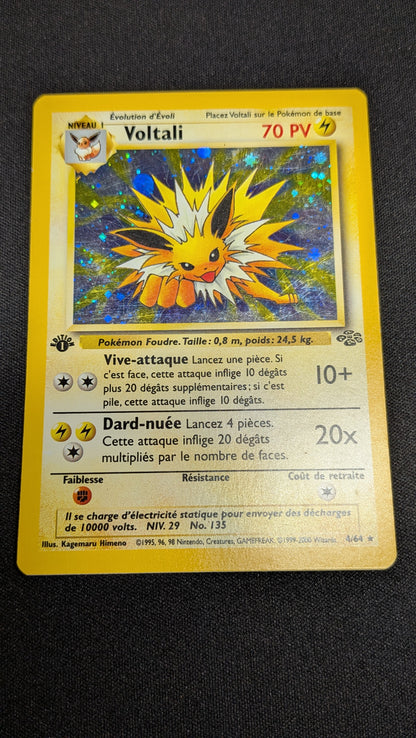 Évolution d'Évoli Placez Voltali sur le Pokémon de base
NIVEAU 1
Voltali 70 PV
EDITION
1
Pokémon Foudre. Taille: 0,8 m, poids: 24,5 kg.
Vive-attaque Lancez une pièce. Si
c'est face, cette attaque inflige 10 dégâts
plus 20 dégâts supplémentaires; si c'est
pile, cette attaque inflige 10 dégâts.
10+
Dard-nuée Lancez 4 pièces.
Cette attaque inflige 20 dégâts
multipliés par le nombre de faces.
20x
Faiblesse Résistance Coût de retraite
Il se charge d'électricité statique pour envoyer des décharges
de 10000 volts. NIV. 29 No. 135
Illus. Kagemaru Himeno ©1995, 96, 98 Nintendo, Creatures, GAMEFREAK. ©1999-2000 Wizards. 4/64 ★